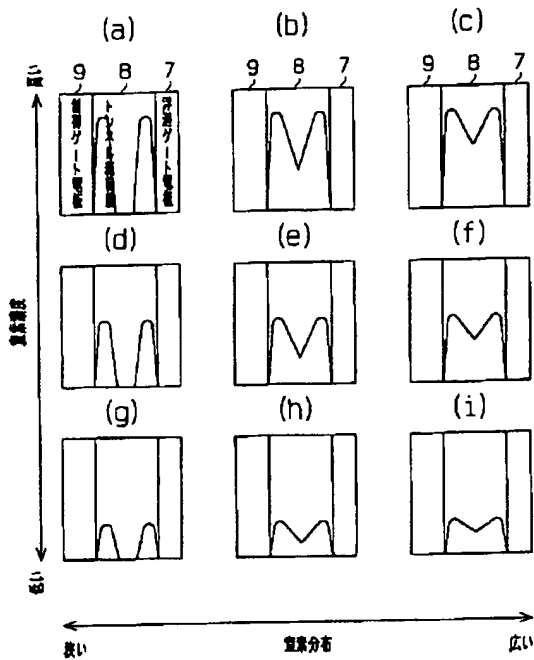 (a) (b) (c)
9 8 7 9 8 7 9 8 7
高い
(d) (e) (f)
窒素濃度
(g) (h) (i)
低い
狭い 窒素分布 広い